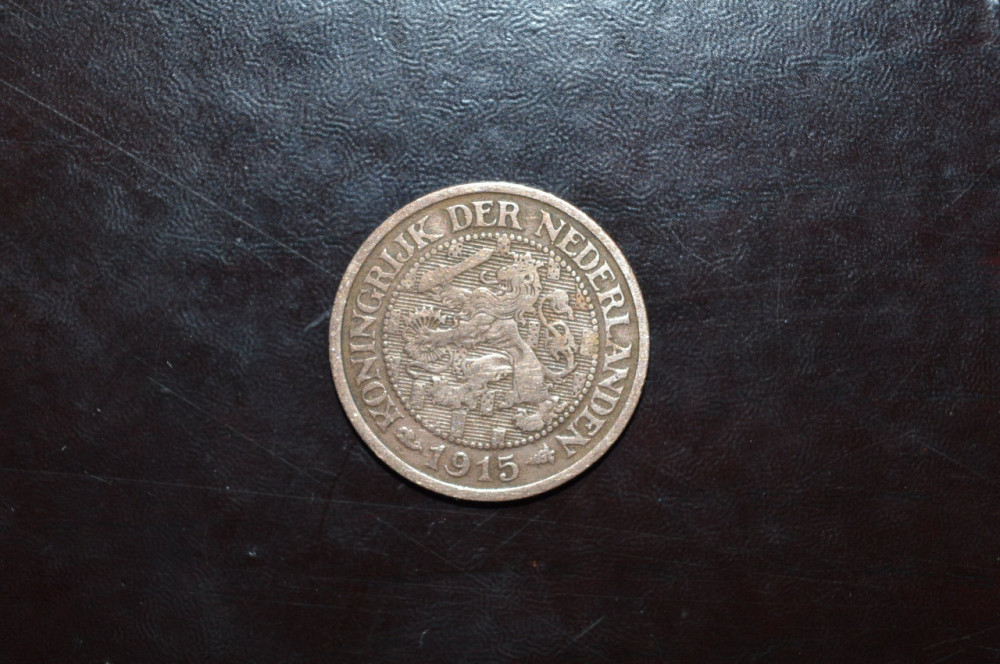 KONINGRIJK DER NEDERLANDEN
1915